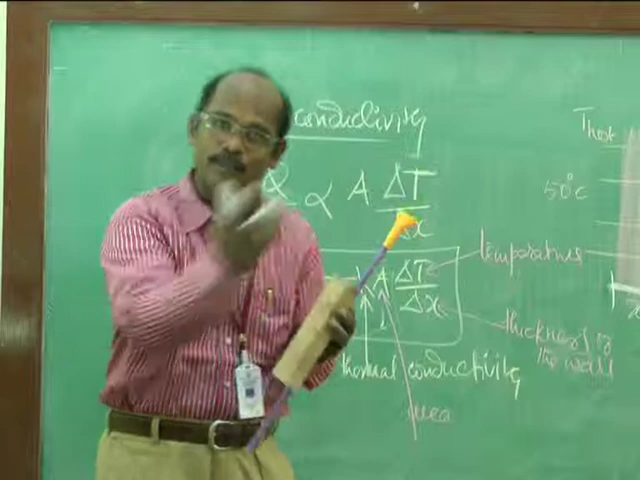 conductivity
Q α A ΔT
Δx
50°C
A ΔT
Δx
temperature
thickness of
the wall
thermal conductivity
area